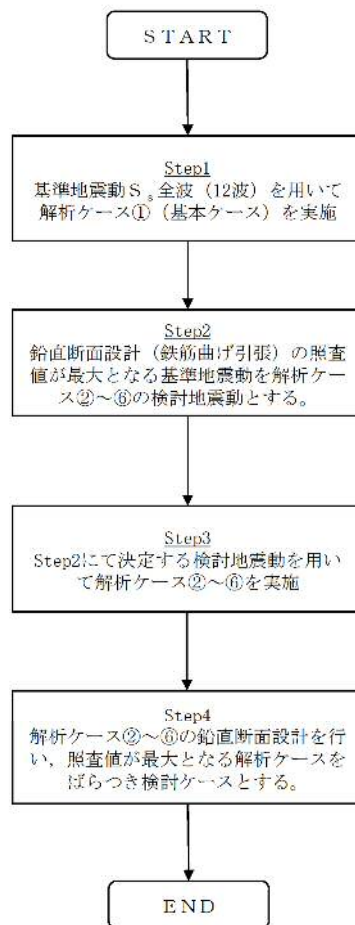 ＳＴＡＲＴ
Step1
基準地震動Ｓｓ全波（12波）を用いて
解析ケース①（基本ケース）を実施
Step2
鉛直断面設計（鉄筋曲げ引張）の照査
値が最大となる基準地震動を解析ケー
ス②～⑥の検討地震動とする。
Step3
Step2にて決定する検討地震動を用い
て解析ケース②～⑥を実施
Step4
解析ケース②～⑥の鉛直断面設計を行
い，照査値が最大となる解析ケースを
ばらつき検討ケースとする。
ＥＮＤ